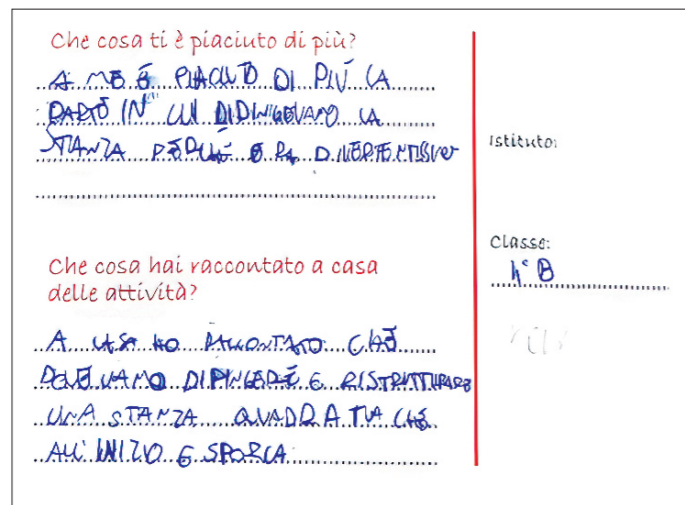 Che cosa ti è piaciuto di più?
A ME È PIACIUTO DI PIÙ LA
PARTE IN CUI DIPINGEVAMO LA
STANZA PERCHÉ ERA DIVERTENTISSIMO
Istituto:
Classe:
4° B
Che cosa hai raccontato a casa
delle attività?
A CASA HO RACCONTATO CHE
DOVEVAMO DIPINGERE E RISTRUTTURARE
UNA STANZA QUADRATA CHE
ALL'INIZIO E SPORCA